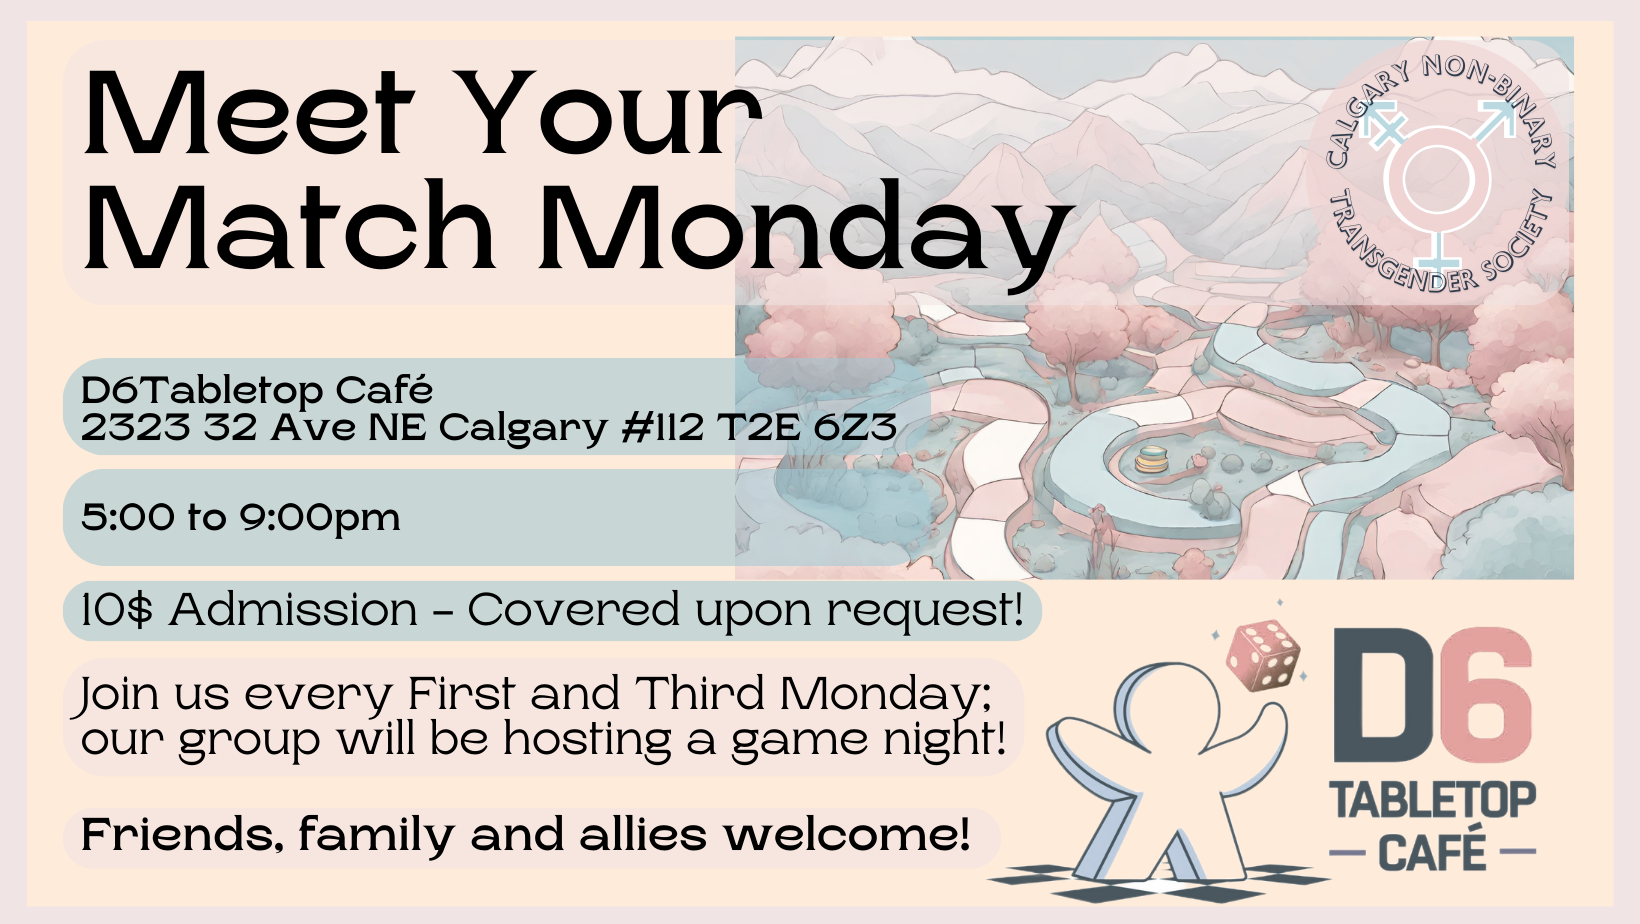 Meet Your
Match Monday
CALGARY NON-BINARY
TRANSGENDER SOCIETY
D6Tabletop Café
2323 32 Ave NE Calgary #112 T2E 6Z3
5:00 to 9:00pm
10$ Admission – Covered upon request!
Join us every First and Third Monday;
our group will be hosting a game night!
Friends, family and allies welcome!
D6
TABLETOP
CAFÉ